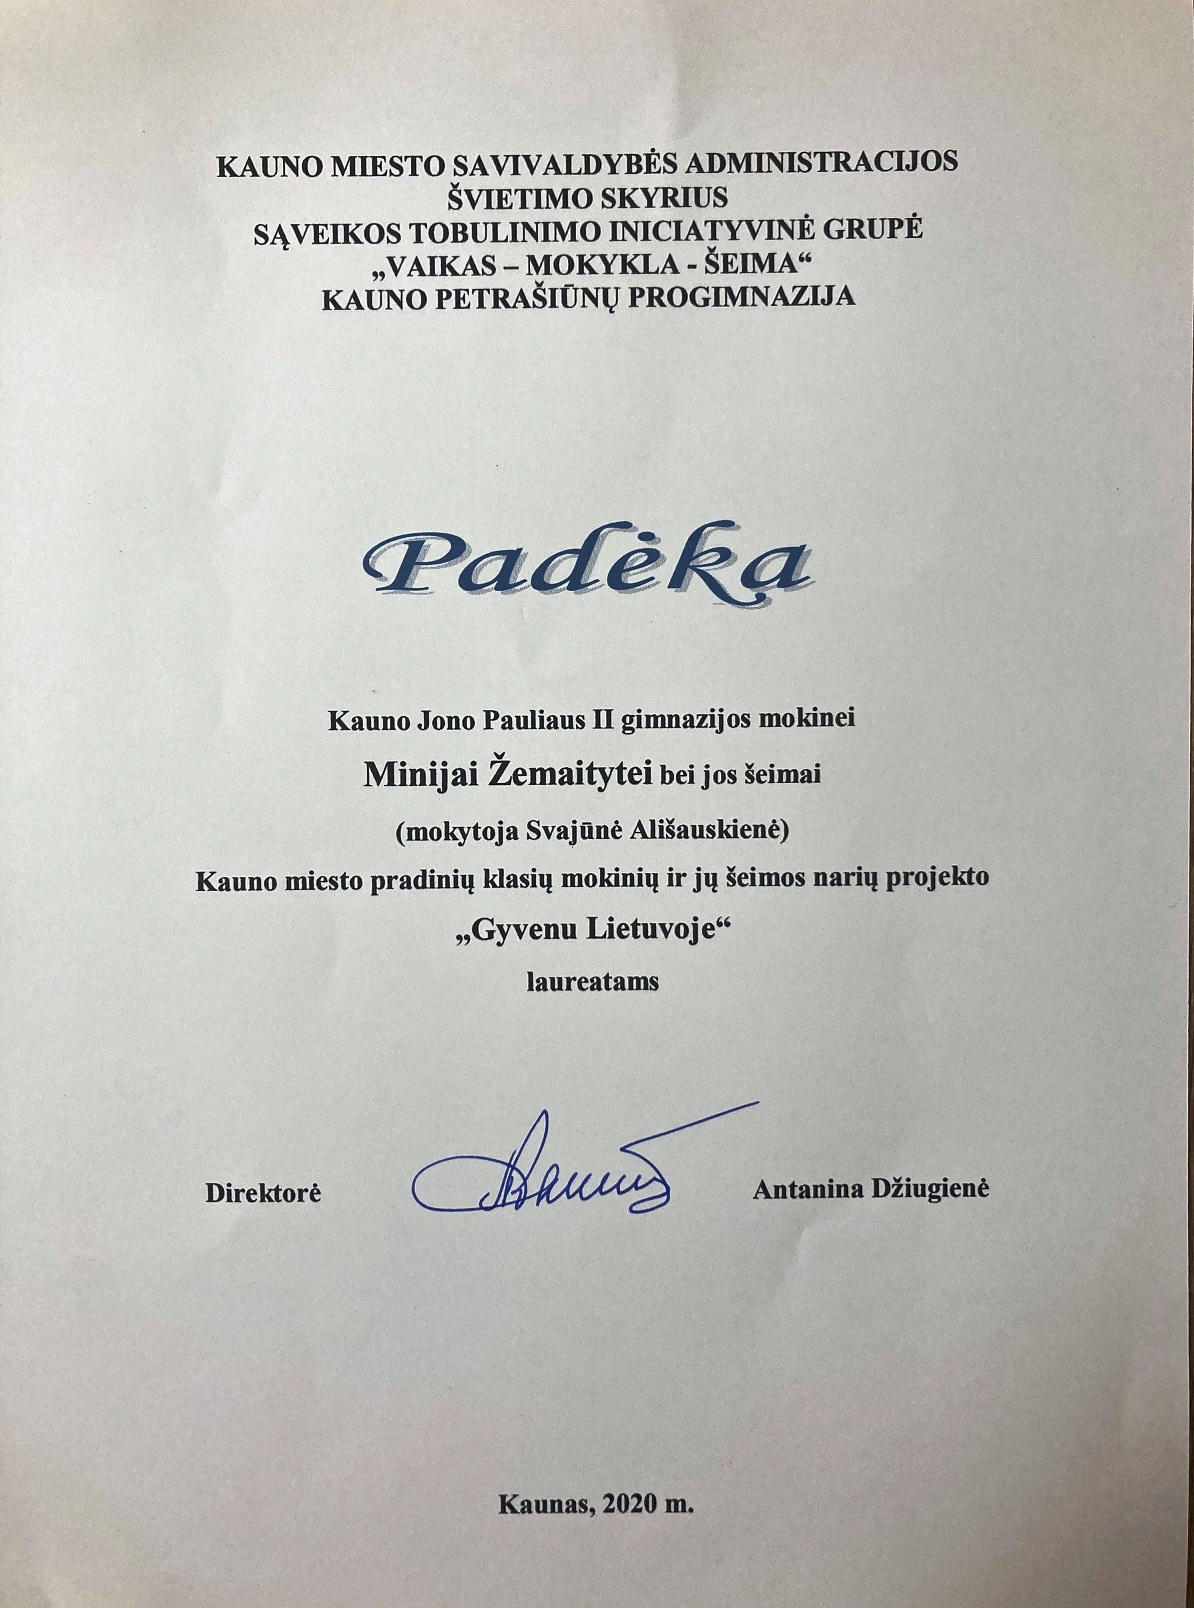 KAUNO MIESTO SAVIVALDYBĖS ADMINISTRACIJOS
ŠVIETIMO SKYRIUS
SĄVEIKOS TOBULINIMO INICIATYVINĖ GRUPĖ
„VAIKAS – MOKYKLA - ŠEIMA“
KAUNO PETRAŠIŪNŲ PROGIMNAZIJA
Padėka
Kauno Jono Pauliaus II gimnazijos mokinei
Minijai Žemaitytei bei jos šeimai
(mokytoja Svajūnė Ališauskienė)
Kauno miesto pradinių klasių mokinių ir jų šeimos narių projekto
„Gyvenu Lietuvoje“
laureatams
Direktorė Antanina Džiugienė
Kaunas, 2020 m.